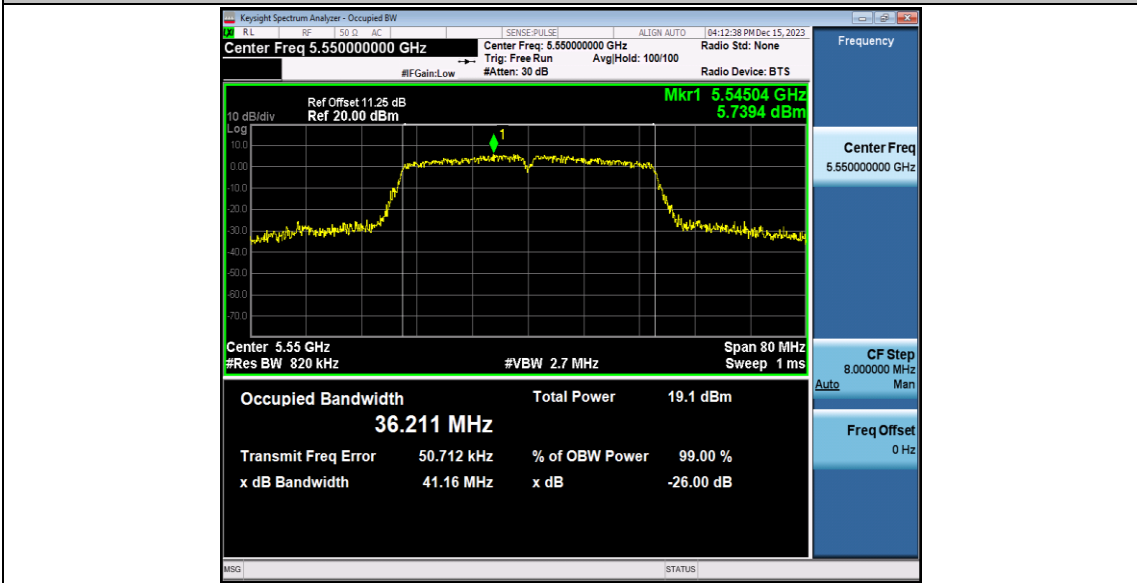 Keysight Spectrum Analyzer - Occupied BW
RL RF 50 Ω AC SENSE:PULSE ALIGN AUTO 04:12:38 PM Dec 15, 2023
Center Freq 5.550000000 GHz
Center Freq: 5.550000000 GHz Radio Std: None
Trig: Free Run Avg|Hold: 100/100
#IFGain:Low #Atten: 30 dB Radio Device: BTS
Frequency
Ref Offset 11.25 dB Mkr1 5.54504 GHz
10 dB/div Ref 20.00 dBm 5.7394 dBm
Log
1
10.0
0.00
-10.0
-20.0
-30.0
-40.0
-50.0
-60.0
-70.0
Center 5.55 GHz Span 80 MHz
#Res BW 820 kHz #VBW 2.7 MHz Sweep 1 ms
Occupied Bandwidth Total Power 19.1 dBm
36.211 MHz
Transmit Freq Error 50.712 kHz % of OBW Power 99.00 %
x dB Bandwidth 41.16 MHz x dB -26.00 dB
Center Freq
5.550000000 GHz
CF Step
8.000000 MHz
Auto Man
Freq Offset
0 Hz
MSG STATUS